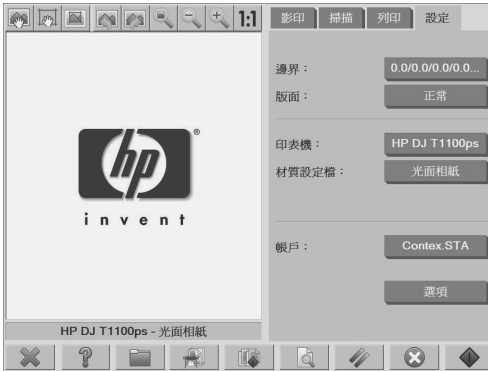 1:1
影印 掃描 列印 設定
邊界： 0.0/0.0/0.0/0.0...
版面： 正常
印表機： HP DJ T1100ps
材質設定檔： 光面相紙
帳戶： Contex.STA
選項
hp
®
invent
HP DJ T1100ps - 光面相紙